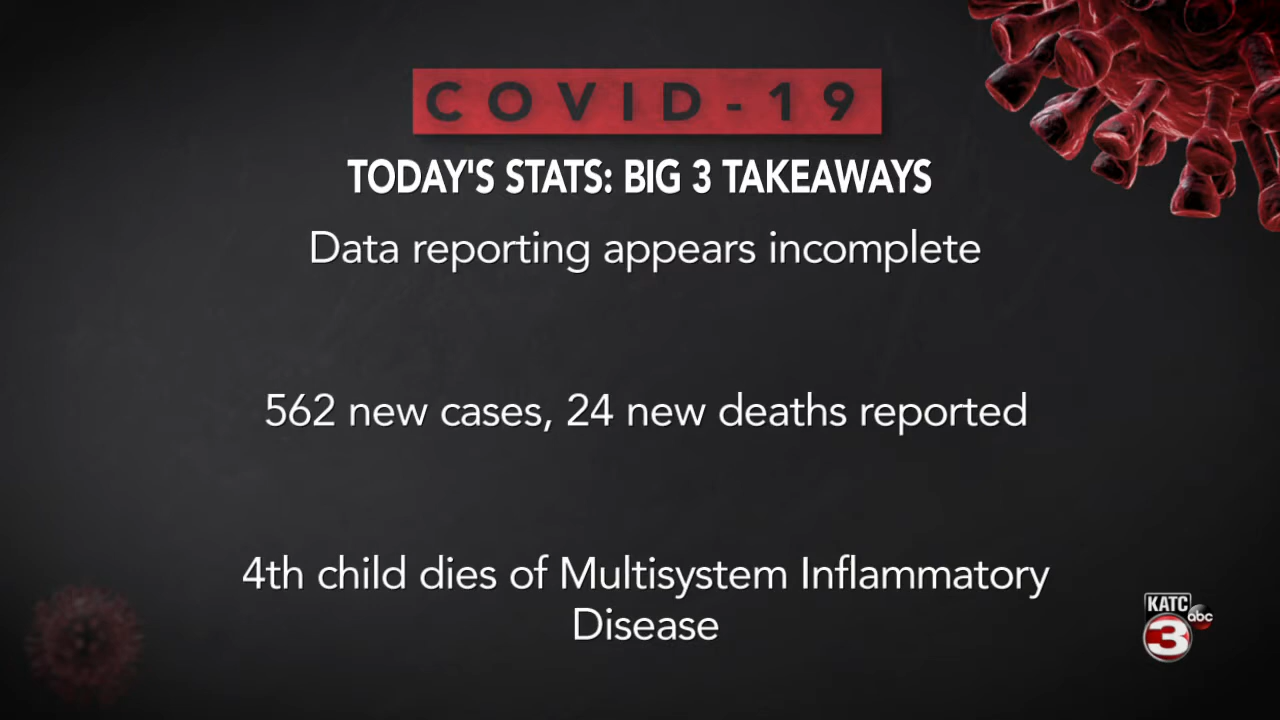 COVID-19
TODAY'S STATS: BIG 3 TAKEAWAYS
Data reporting appears incomplete
562 new cases, 24 new deaths reported
4th child dies of Multisystem Inflammatory
Disease
KATC
abc
3